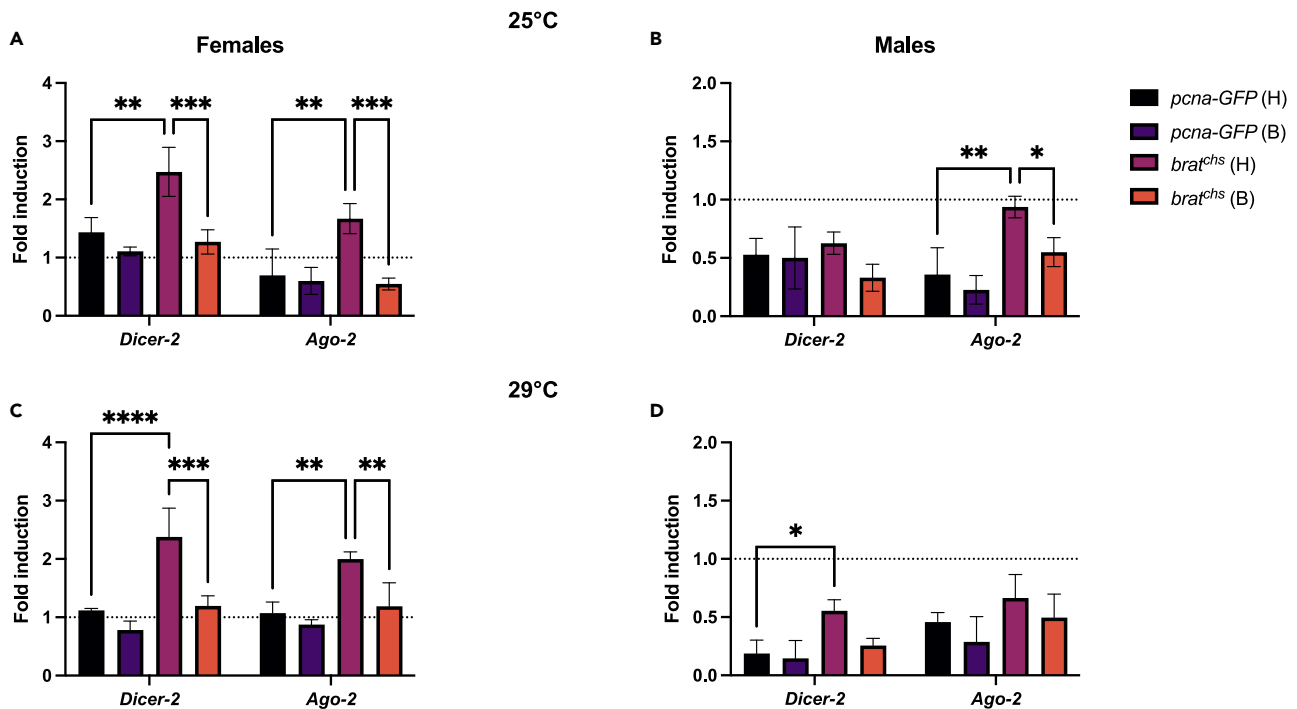 25°C
A
Females
B
Males
Fold induction
4
3
2
1
0
** *** ** ***
Dicer-2 Ago-2
Fold induction
2.0
1.5
1.0
0.5
0.0
** *
Dicer-2 Ago-2
pcna-GFP (H)
pcna-GFP (B)
brat^chs (H)
brat^chs (B)
29°C
C
D
Fold induction
4
3
2
1
0
**** *** ** **
Dicer-2 Ago-2
Fold induction
2.0
1.5
1.0
0.5
0.0
*
Dicer-2 Ago-2